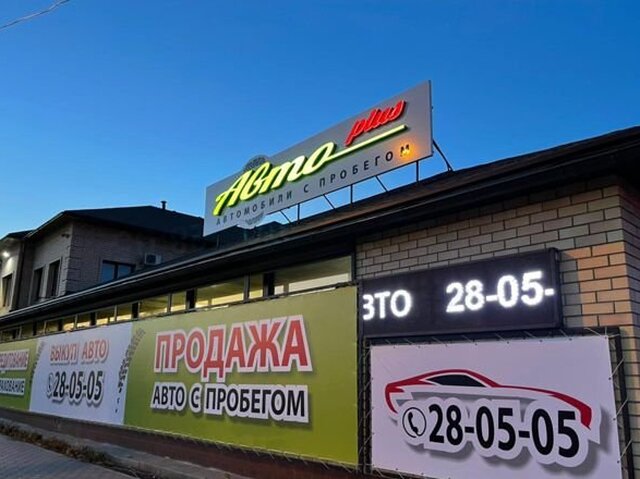 Авто plus
АВТОМОБИЛИ С ПРОБЕГОМ
ВТО 28-05-
ВЫКУП АВТО
28-05-05
ПРОДАЖА
АВТО С ПРОБЕГОМ
28-05-05